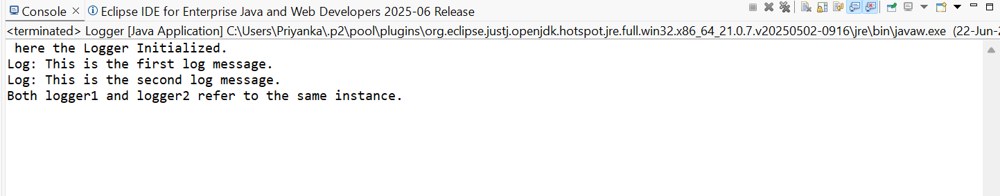 Console Eclipse IDE for Enterprise Java and Web Developers 2025-06 Release
<terminated> Logger [Java Application] C:\Users\Priyanka\.p2\pool\plugins\org.eclipse.justj.openjdk.hotspot.jre.full.win32.x86_64_21.0.7.v20250502-0916\jre\bin\javaw.exe (22-Jun-2
here the Logger Initialized.
Log: This is the first log message.
Log: This is the second log message.
Both logger1 and logger2 refer to the same instance.